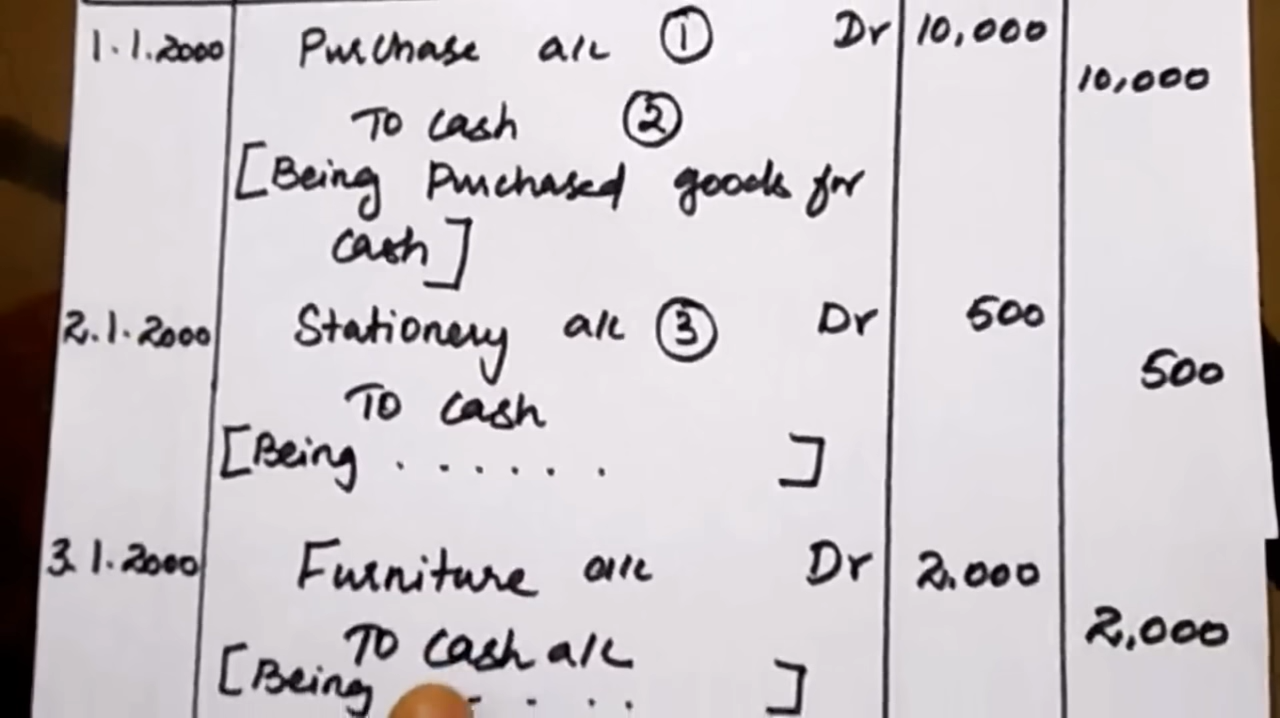 1.1.2000 Purchase a/c ① Dr 10,000
10,000
To cash ②
[Being Purchased goods for
cash]
2.1.2000 Stationery a/c ③ Dr 500
500
To cash
[Being . . . . . . ]
3.1.2000 Furniture a/c Dr 2,000
2,000
To cash a/c
[Being . . . . ]